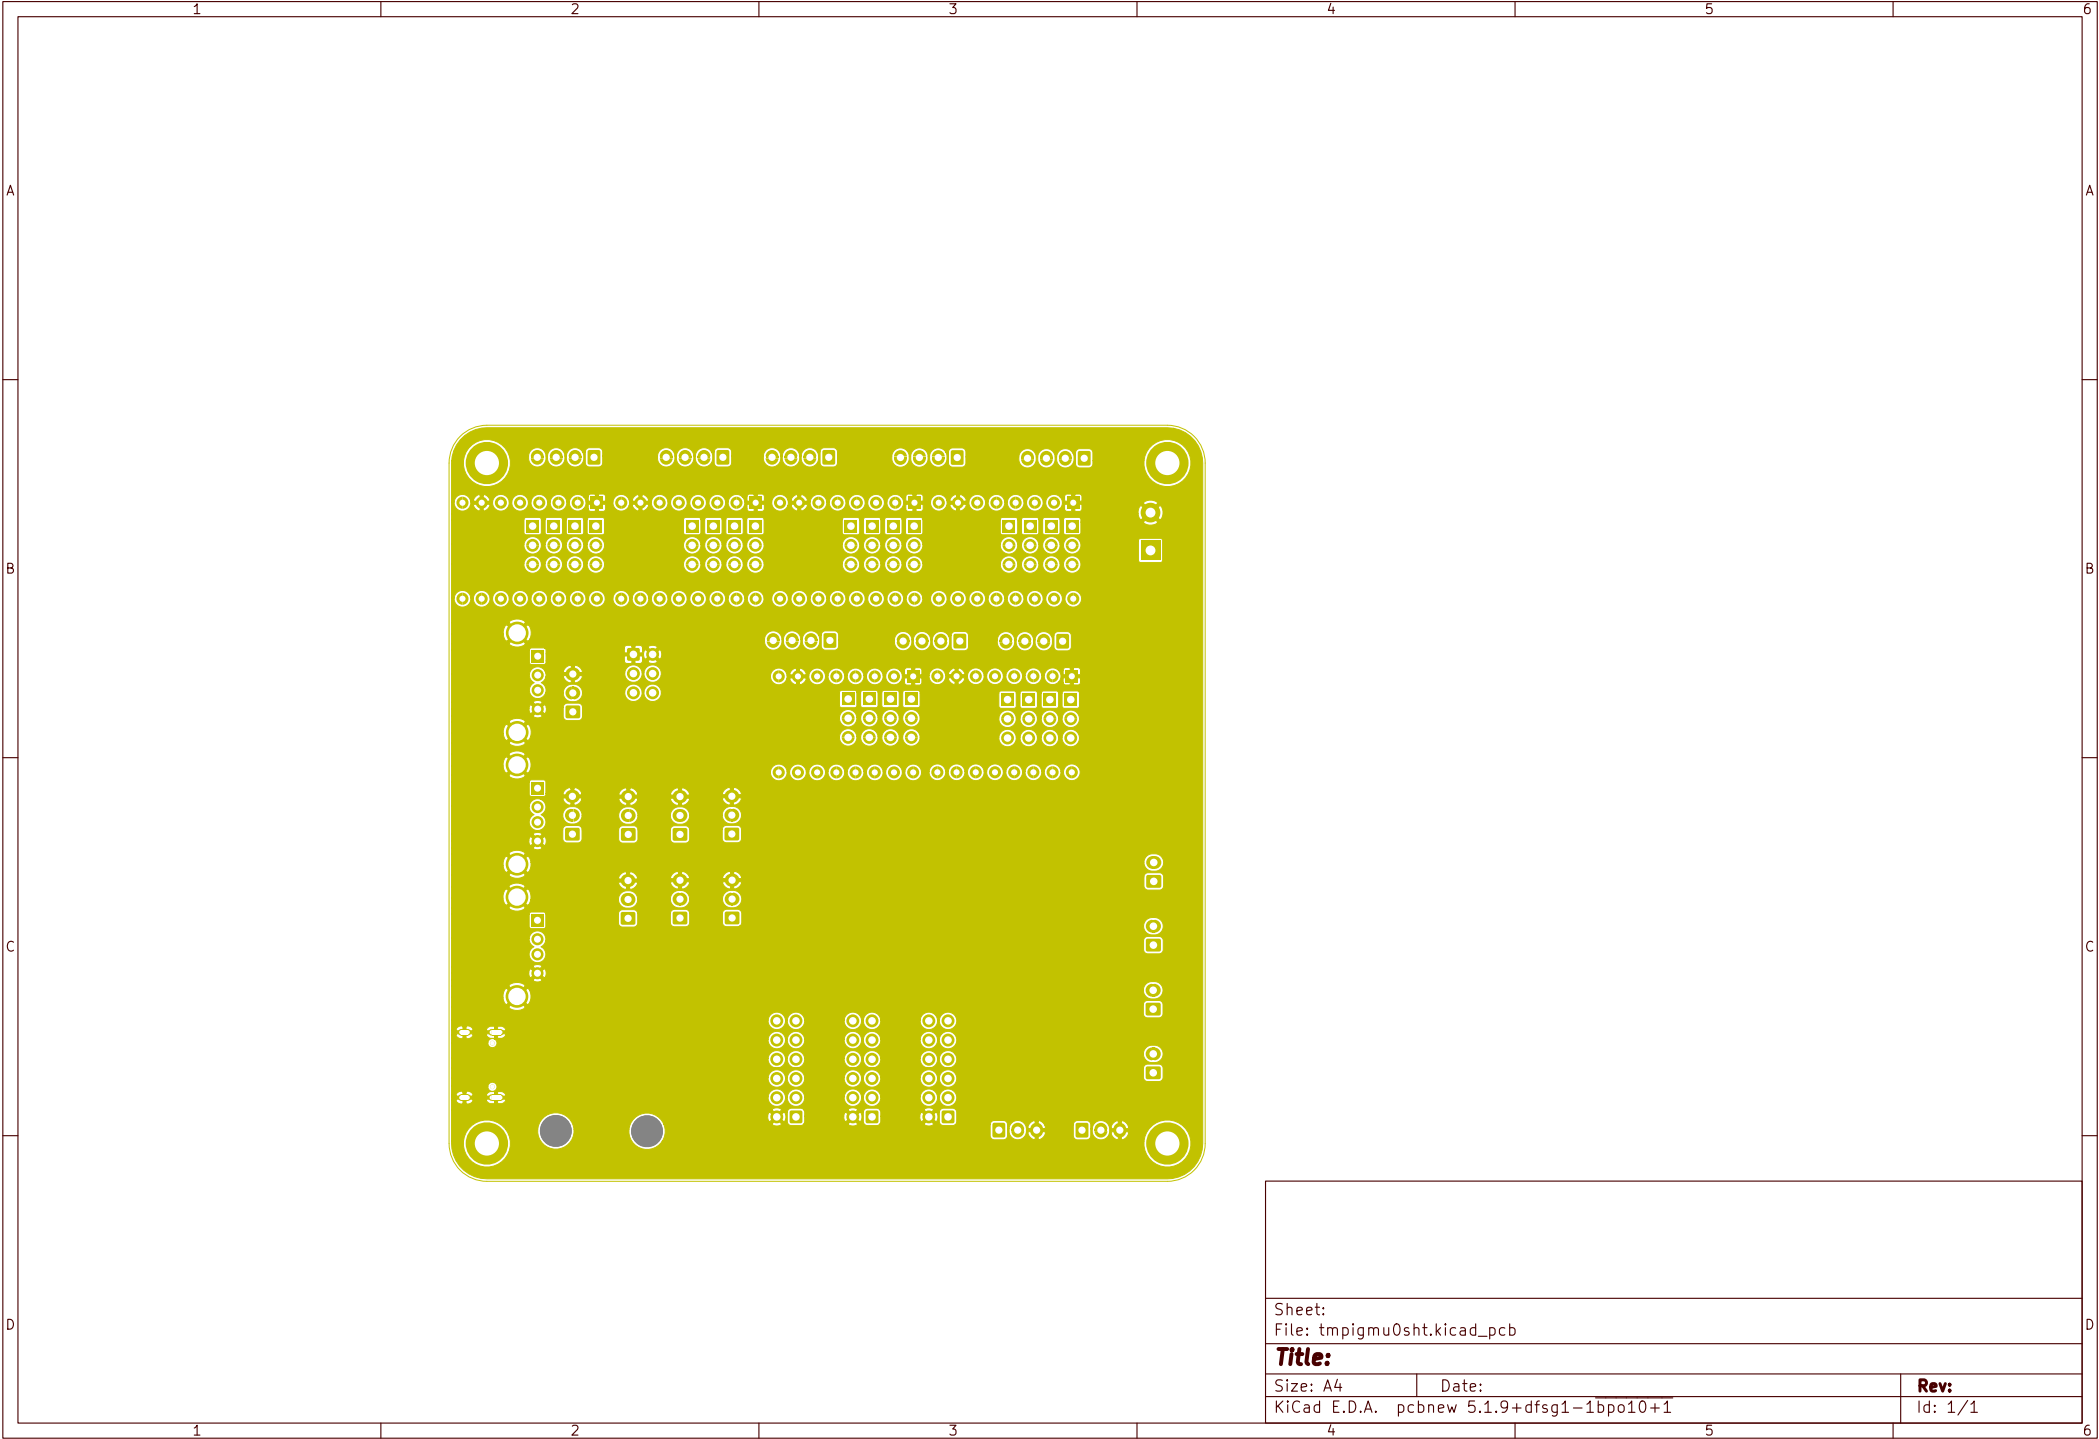 1 2 3 4 5 6
A A
B B
C C
D D
Sheet:
File: tmpigmu0sht.kicad_pcb
Title:
Size: A4 Date: Rev:
KiCad E.D.A. pcbnew 5.1.9+dfsg1-1bpo10+1 Id: 1/1
1 2 3 4 5 6